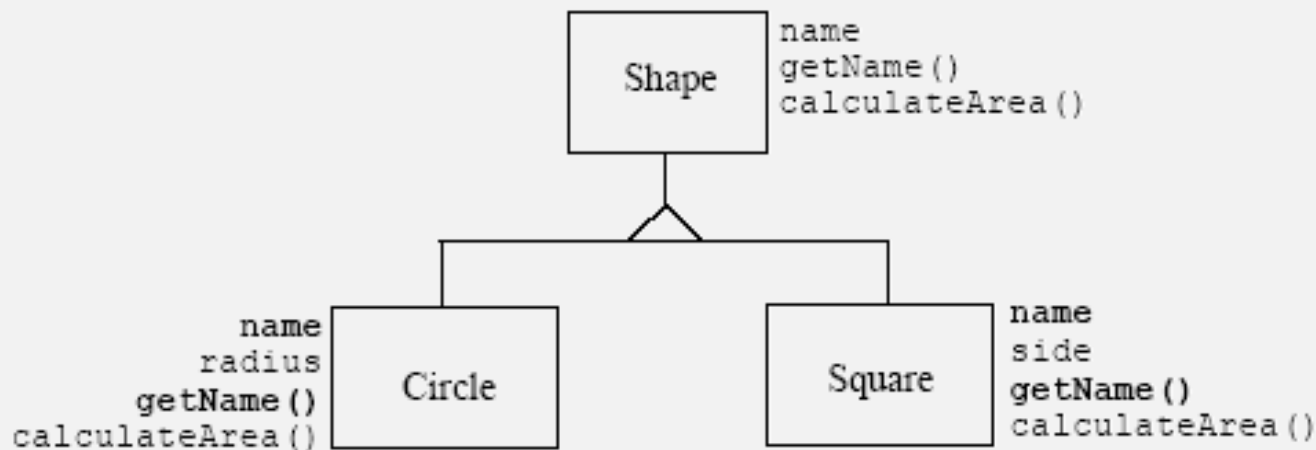 Shape
name
getName()
calculateArea()
name
radius
getName()
calculateArea()
Circle
Square
name
side
getName()
calculateArea()